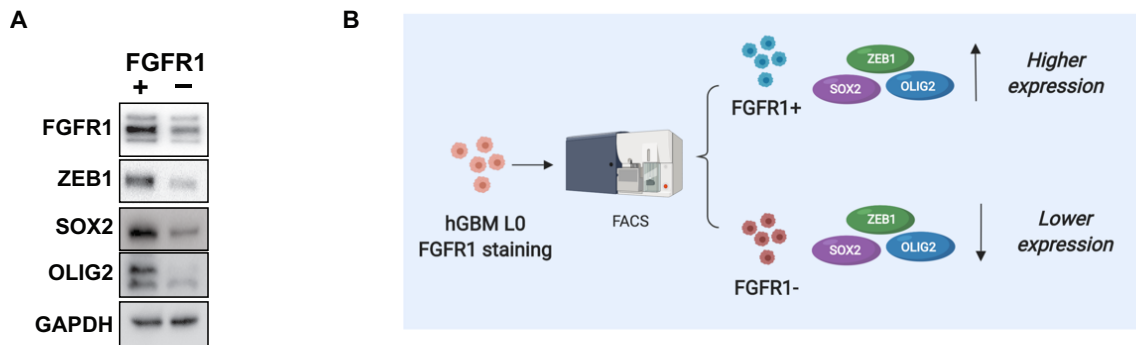 A
FGFR1
+ −
FGFR1
ZEB1
SOX2
OLIG2
GAPDH
B
hGBM L0
FGFR1 staining
FACS
FGFR1+
ZEB1
SOX2 OLIG2
Higher
expression
FGFR1-
ZEB1
SOX2 OLIG2
Lower
expression